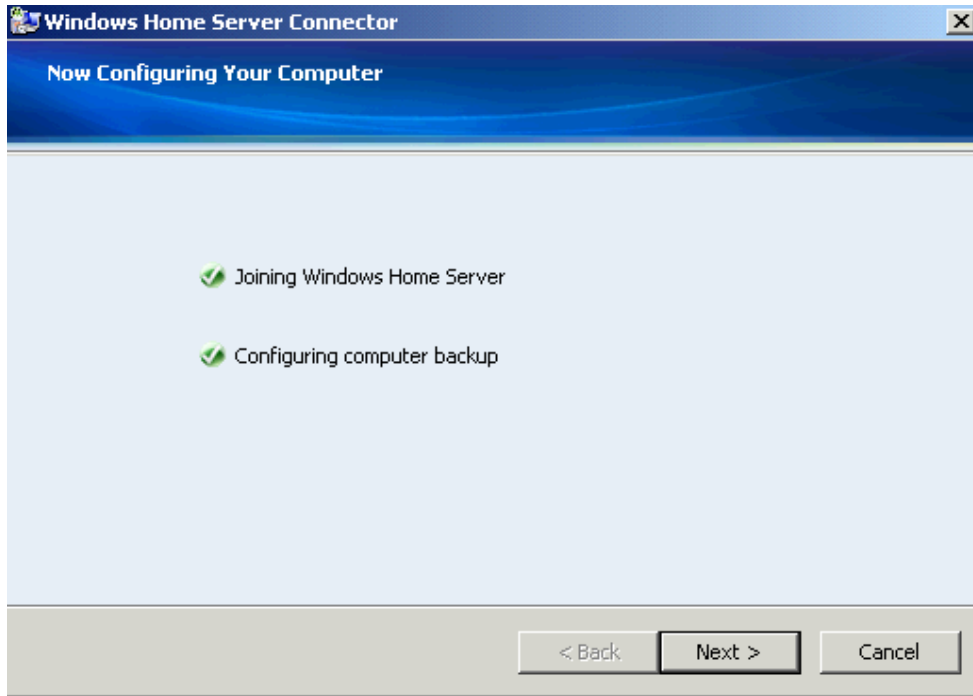 Windows Home Server Connector
Now Configuring Your Computer
Joining Windows Home Server
Configuring computer backup
< Back Next > Cancel